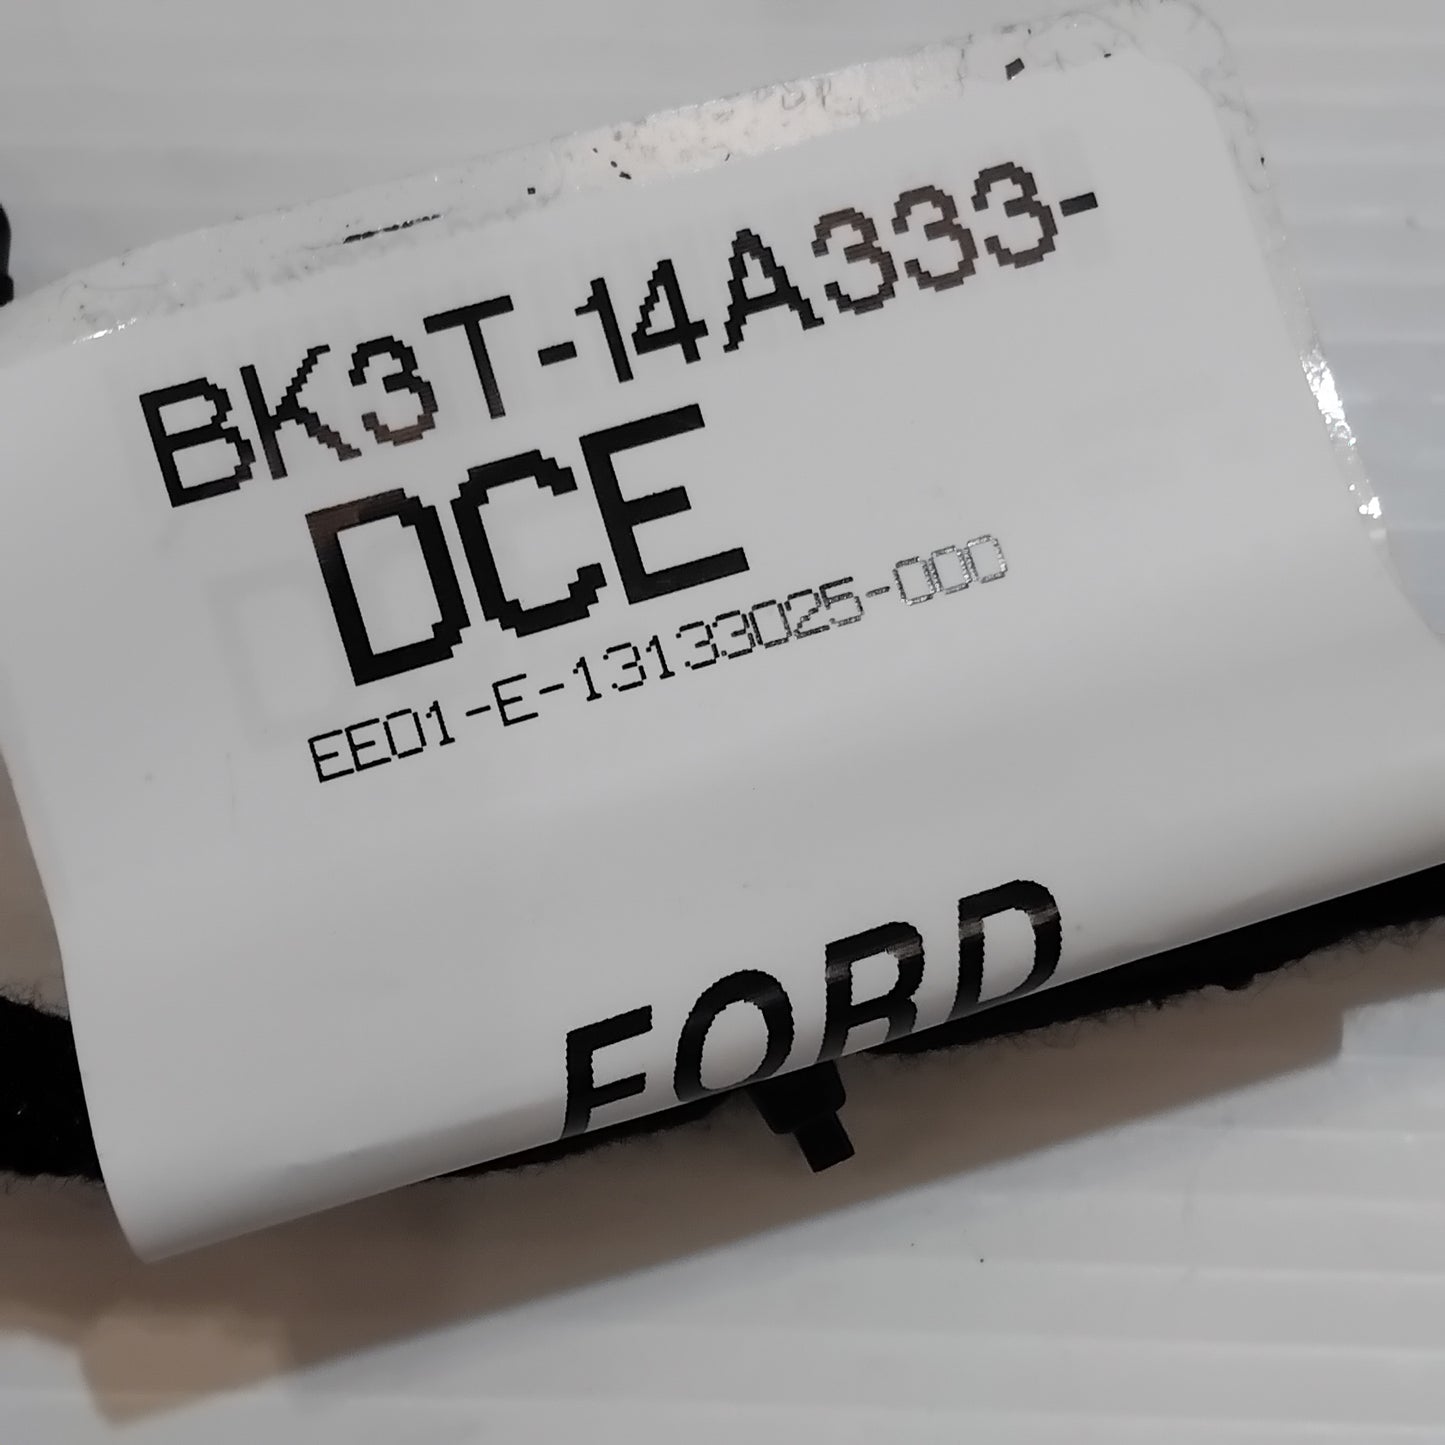 BK3T-14A333-
DCE
EE01-E-13133025-000
FORD